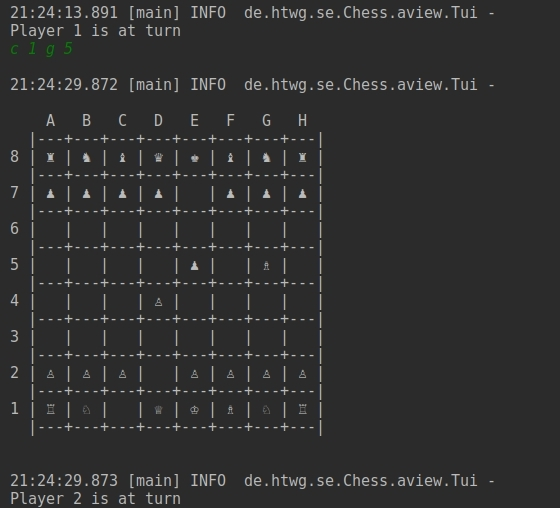 21:24:13.891 [main] INFO  de.htwg.se.Chess.aview.Tui -
Player 1 is at turn
c 1 g 5
21:24:29.872 [main] INFO  de.htwg.se.Chess.aview.Tui -
    A   B   C   D   E   F   G   H
  |---+---+---+---+---+---+---+---|
8 | ♜ | ♞ | ♝ | ♛ | ♚ | ♝ | ♞ | ♜ |
  |---+---+---+---+---+---+---+---|
7 | ♟ | ♟ | ♟ | ♟ |   | ♟ | ♟ | ♟ |
  |---+---+---+---+---+---+---+---|
6 |   |   |   |   |   |   |   |   |
  |---+---+---+---+---+---+---+---|
5 |   |   |   |   | ♟ |   | ♗ |   |
  |---+---+---+---+---+---+---+---|
4 |   |   |   | ♙ |   |   |   |   |
  |---+---+---+---+---+---+---+---|
3 |   |   |   |   |   |   |   |   |
  |---+---+---+---+---+---+---+---|
2 | ♙ | ♙ | ♙ |   | ♙ | ♙ | ♙ | ♙ |
  |---+---+---+---+---+---+---+---|
1 | ♖ | ♘ |   | ♕ | ♔ | ♗ | ♘ | ♖ |
  |---+---+---+---+---+---+---+---|
21:24:29.873 [main] INFO  de.htwg.se.Chess.aview.Tui -
Player 2 is at turn